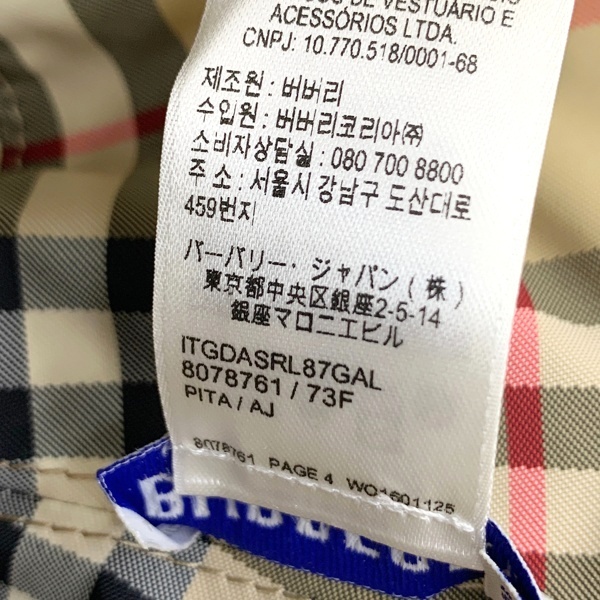 DE VESTUÁRIO E
ACESSÓRIOS LTDA.
CNPJ: 10.770.518/0001-68
제조원 : 버버리
수입원 : 버버리코리아㈜
소비자상담실 : 080 700 8800
주 소 : 서울시 강남구 도산대로
459번지
バーバリー・ジャパン(株)
東京都中央区銀座2-5-14
銀座マロニエビル
ITGDASRL87GAL
8078761 / 73F
PITA / AJ
8078761 PAGE 4 WO1601125